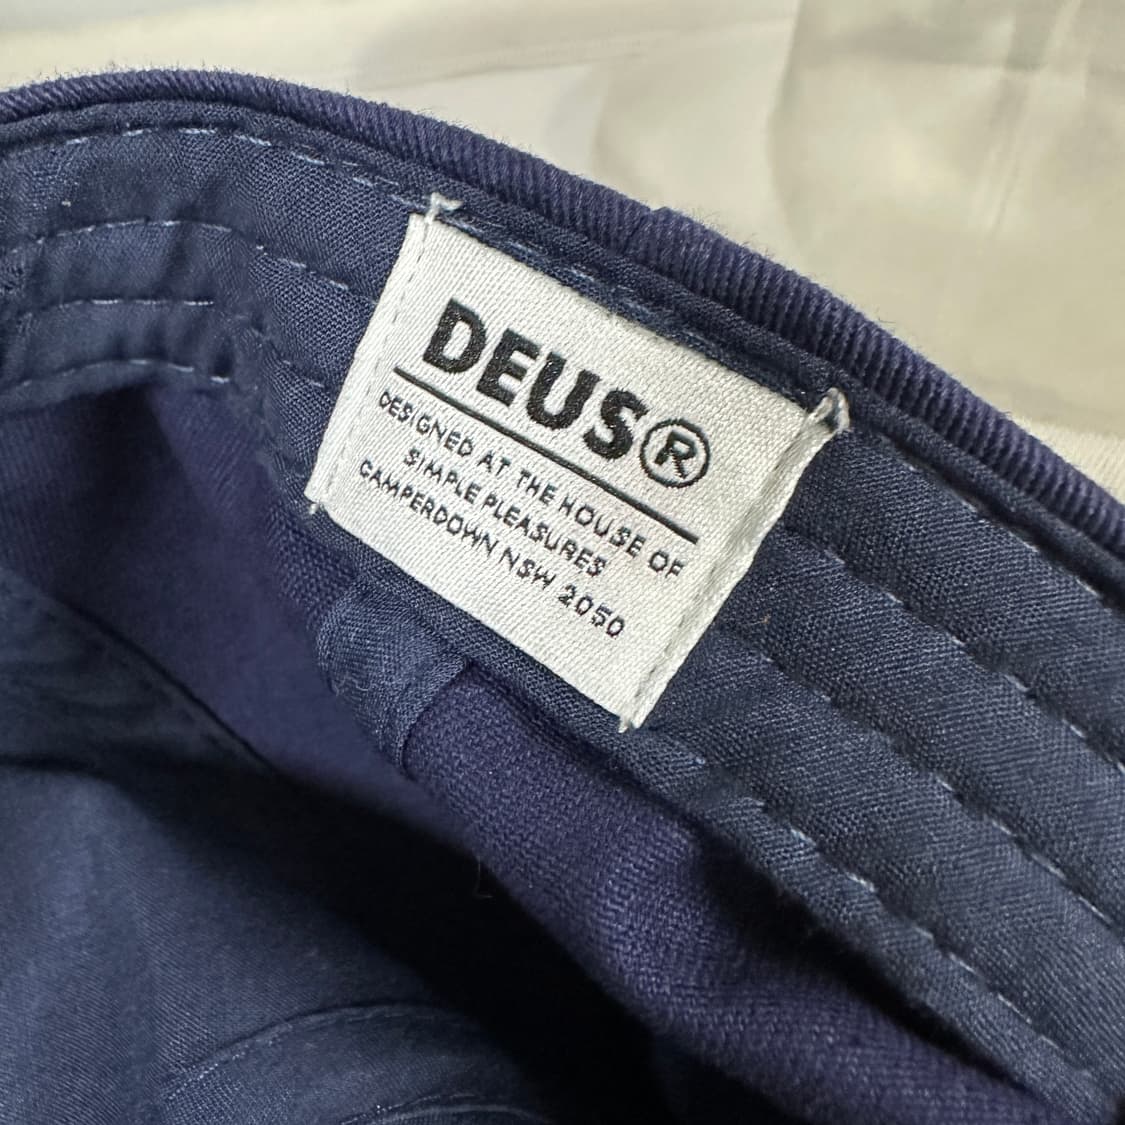 DEUS®
DESIGNED AT THE HOUSE OF
SIMPLE PLEASURES
CAMPERDOWN NSW 2050